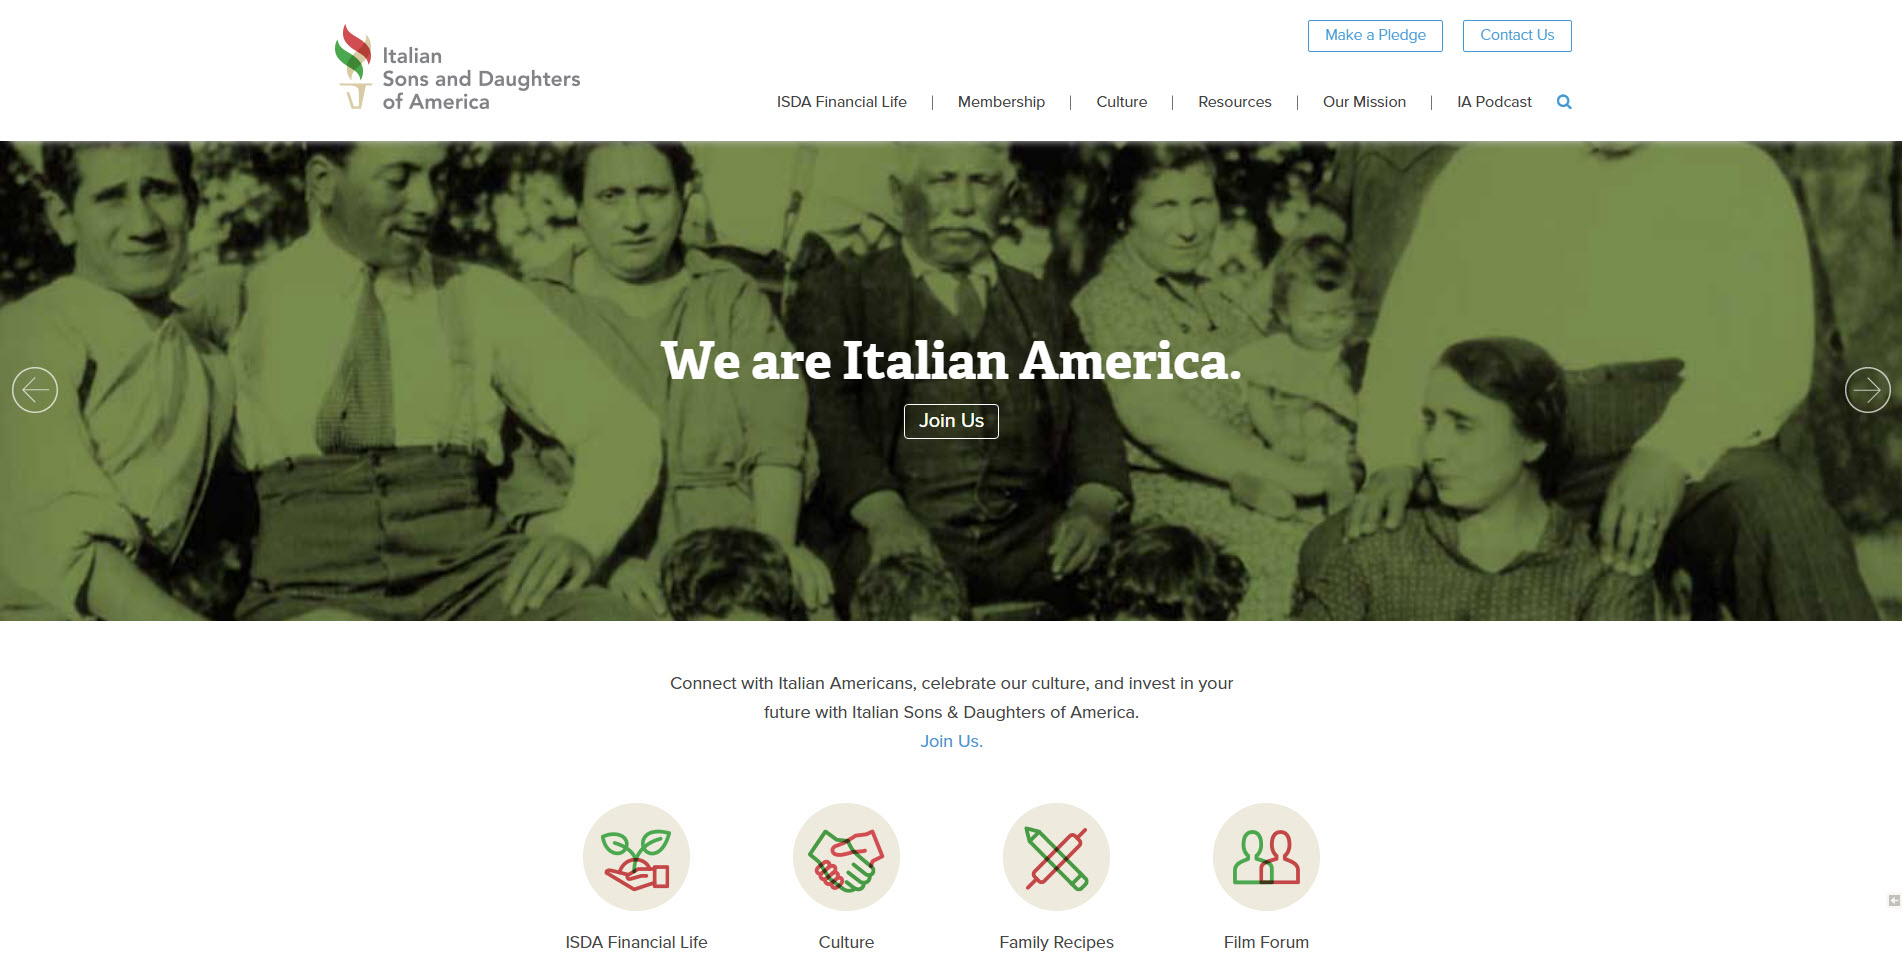 Italian
Sons and Daughters
of America
Make a Pledge
Contact Us
ISDA Financial Life | Membership | Culture | Resources | Our Mission | IA Podcast
We are Italian America.
Join Us
Connect with Italian Americans, celebrate our culture, and invest in your
future with Italian Sons & Daughters of America.
Join Us.
ISDA Financial Life
Culture
Family Recipes
Film Forum